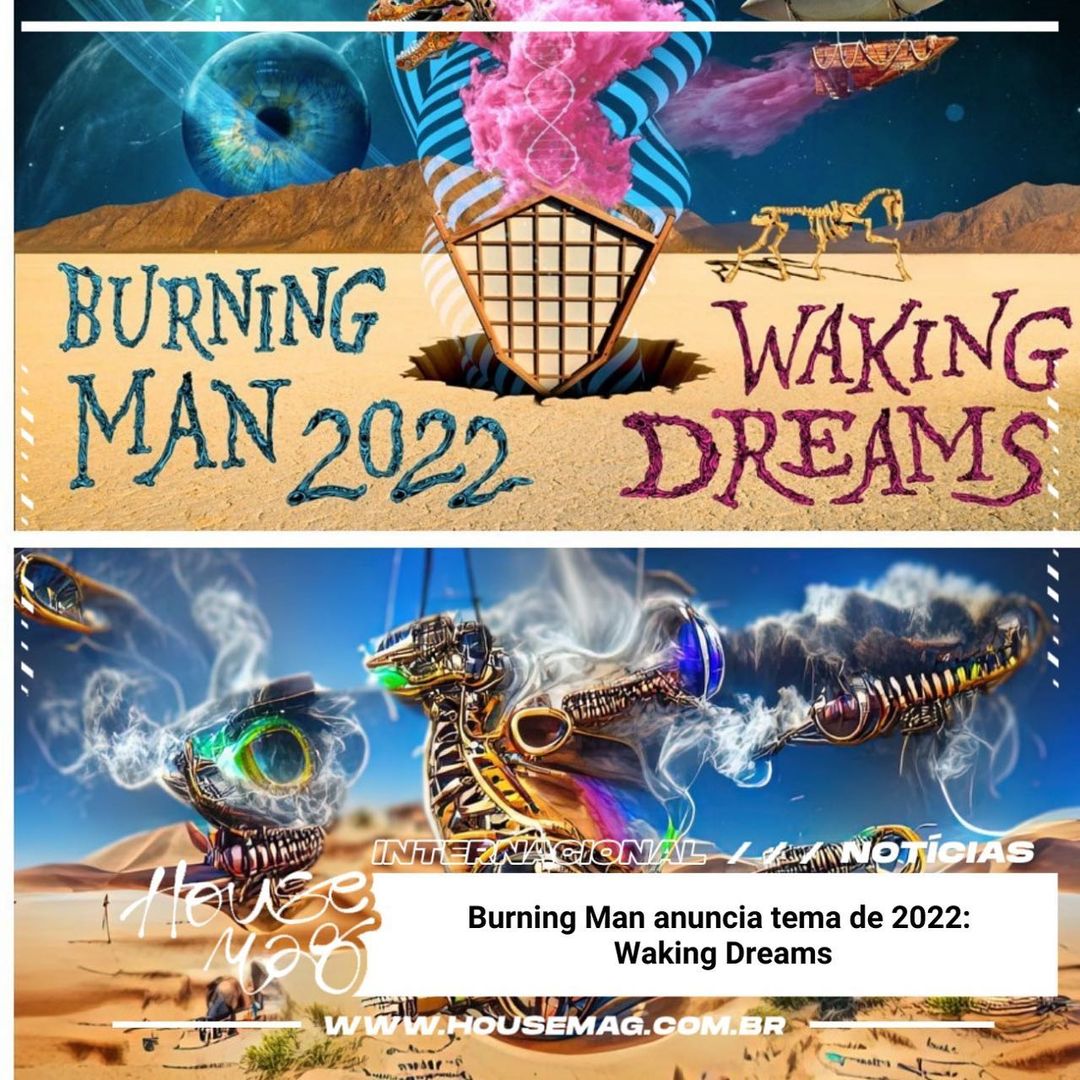 BURNING
MAN 2022
WAKING
DREAMS
INTERNACIONAL /// NOTÍCIAS
House
Mag
Burning Man anuncia tema de 2022:
Waking Dreams
WWW.HOUSEMAG.COM.BR